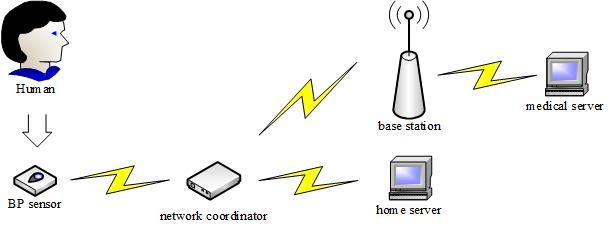 Human
base station
medical server
BP sensor
network coordinator
home server